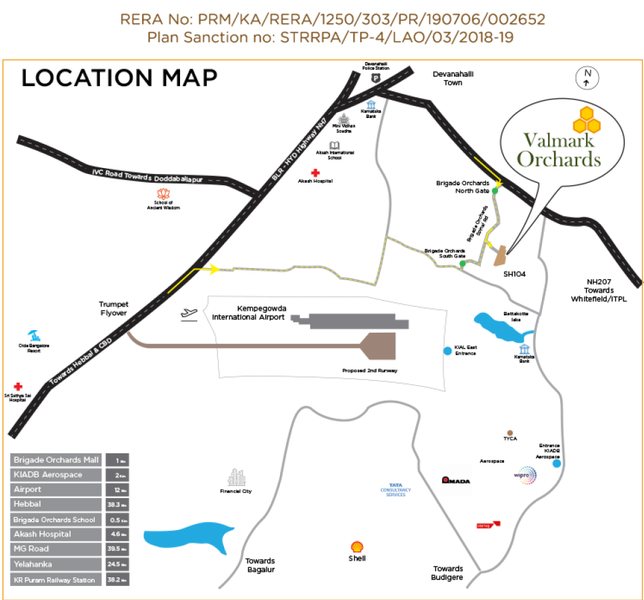 RERA No: PRM/KA/RERA/1250/303/PR/190706/002652
Plan Sanction no: STRRPA/TP-4/LAO/03/2018-19
LOCATION MAP
Devanahalli
Police Station
Devanahalli
Town
N
Karnataka
Bank
Mini Vidhan
Soudha
BLR - HYD Highway NH7
Akash International
School
Akash Hospital
Valmark
Orchards
IVC Road Towards Doddaballapur
School of
Ancient Wisdom
Brigade Orchards
North Gate
Brigade Orchards
Brigade Orchards
South Gate
SH104
NH207
Towards
Whitefield/ITPL
Trumpet
Flyover
Kempegowda
International Airport
Bettakotte
lake
Karnataka
Bank
KIAL East
Entrance
Proposed 2nd Runway
Olde Bangalore
Resort
Towards Hebbal & CBD
Sri Sathya Sai
Hospital
TYCA
Entrance
KIADB
Aerospace
Aerospace
wipro
Brigade Orchards Mall 1 km
KIADB Aerospace 2 km
Airport 12 km
Hebbal 38.3 km
Brigade Orchards School 0.5 km
Akash Hospital 4.6 km
MG Road 39.5 km
Yelahanka 24.5 km
KR Puram Railway Station 38.2 km
Financial City
TATA
CONSULTANCY
SERVICES
RAMADA
Shell
Towards
Bagalur
Towards
Budigere